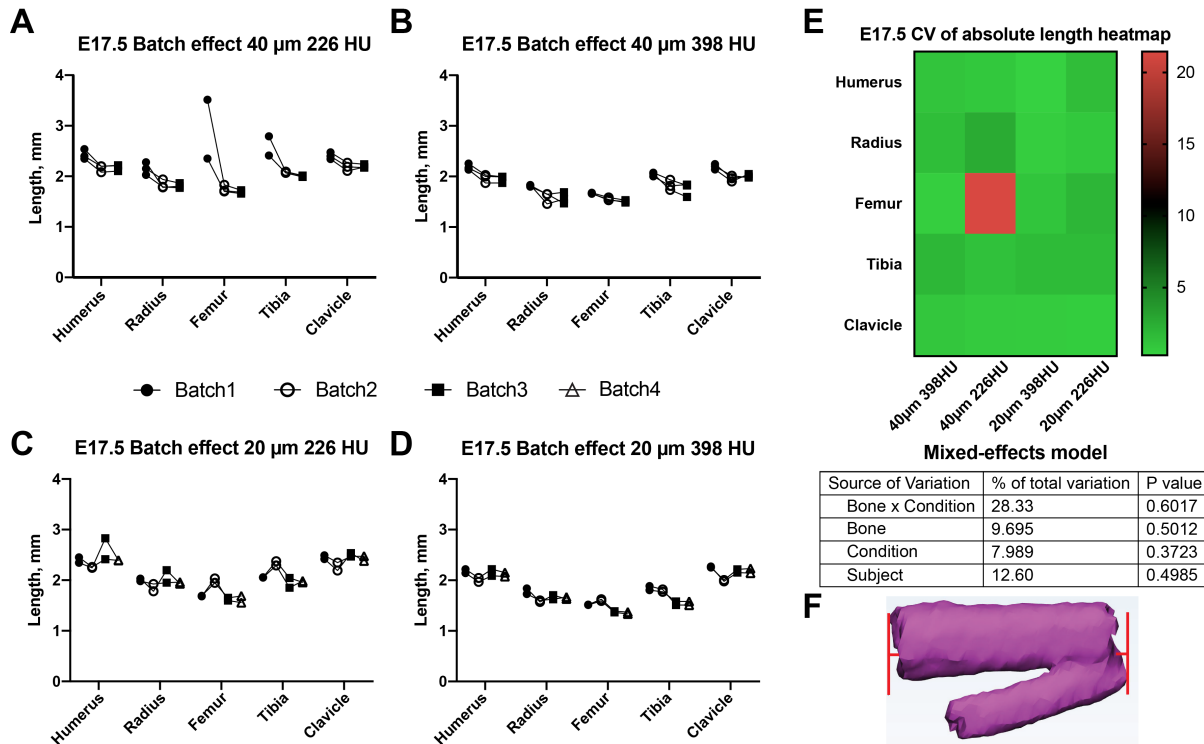 A
E17.5 Batch effect 40 µm 226 HU
Length, mm
4
3
2
1
0
Humerus
Radius
Femur
Tibia
Clavicle
B
E17.5 Batch effect 40 µm 398 HU
Length, mm
4
3
2
1
0
Humerus
Radius
Femur
Tibia
Clavicle
Batch1
Batch2
Batch3
Batch4
C
E17.5 Batch effect 20 µm 226 HU
Length, mm
4
3
2
1
0
Humerus
Radius
Femur
Tibia
Clavicle
D
E17.5 Batch effect 20 µm 398 HU
Length, mm
4
3
2
1
0
Humerus
Radius
Femur
Tibia
Clavicle
E
E17.5 CV of absolute length heatmap
Humerus
Radius
Femur
Tibia
Clavicle
40µm 398HU
40µm 226HU
20µm 398HU
20µm 226HU
20
15
10
5
Mixed-effects model
Source of Variation % of total variation P value
Bone x Condition 28.33 0.6017
Bone 9.695 0.5012
Condition 7.989 0.3723
Subject 12.60 0.4985
F